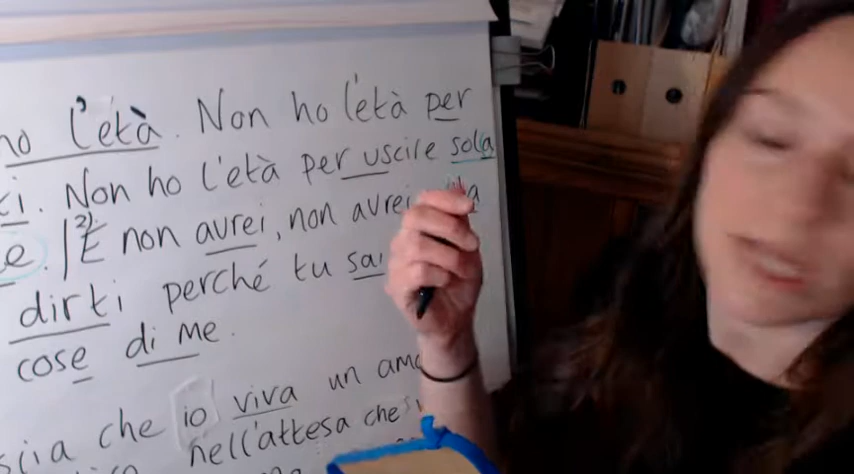 l'età. Non ho l'età per
Non ho l'età per uscire sola
2) E non avrei, non avrei
dirti perché tu
cose di me.
che io viva un
nell'attesa che